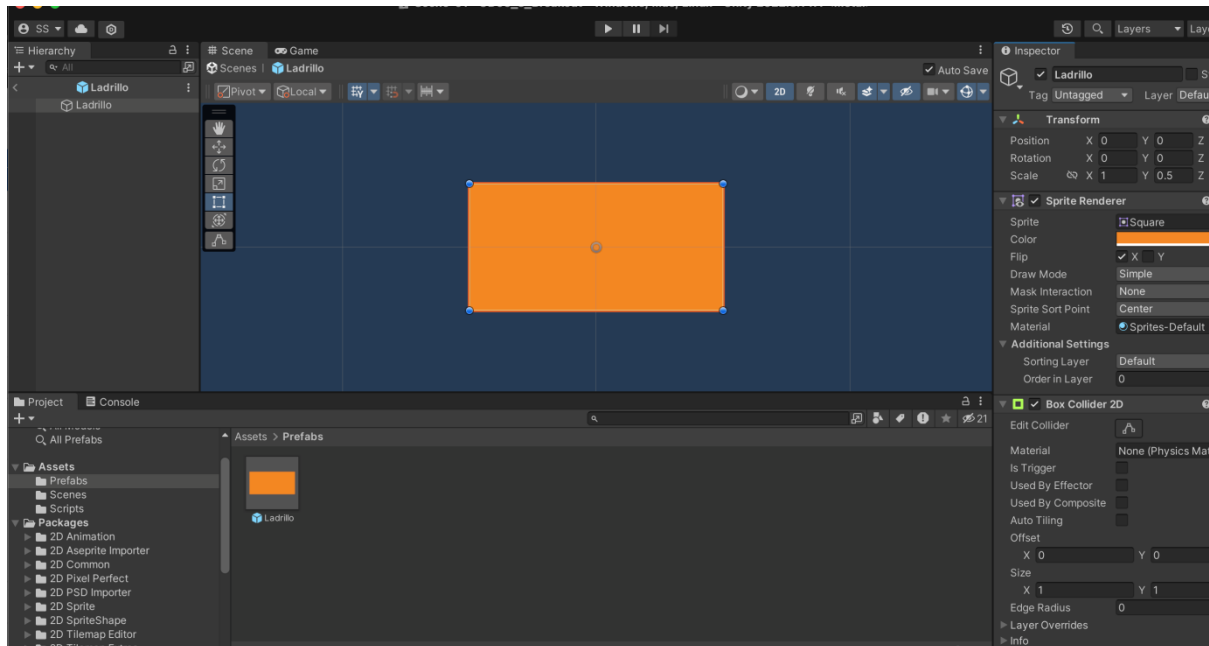 SS
Layers
Hierarchy
All
Ladrillo
Ladrillo
Scene
Game
Scenes
Ladrillo
Auto Save
Pivot
Local
2D
Inspector
Ladrillo
S
Tag Untagged Layer Defau
Transform
Position X 0 Y 0 Z
Rotation X 0 Y 0 Z
Scale X 1 Y 0.5 Z
Sprite Renderer
Sprite Square
Color
Flip X Y
Draw Mode Simple
Mask Interaction None
Sprite Sort Point Center
Material Sprites-Default
Additional Settings
Sorting Layer Default
Order in Layer 0
Box Collider 2D
Edit Collider
Material None (Physics Mat
Is Trigger
Used By Effector
Used By Composite
Auto Tiling
Offset
X 0 Y 0
Size
X 1 Y 1
Edge Radius 0
Layer Overrides
Info
Project
Console
21
All Prefabs
Assets
Prefabs
Scenes
Scripts
Packages
2D Animation
2D Aseprite Importer
2D Common
2D Pixel Perfect
2D PSD Importer
2D Sprite
2D SpriteShape
2D Tilemap Editor
Assets > Prefabs
Ladrillo